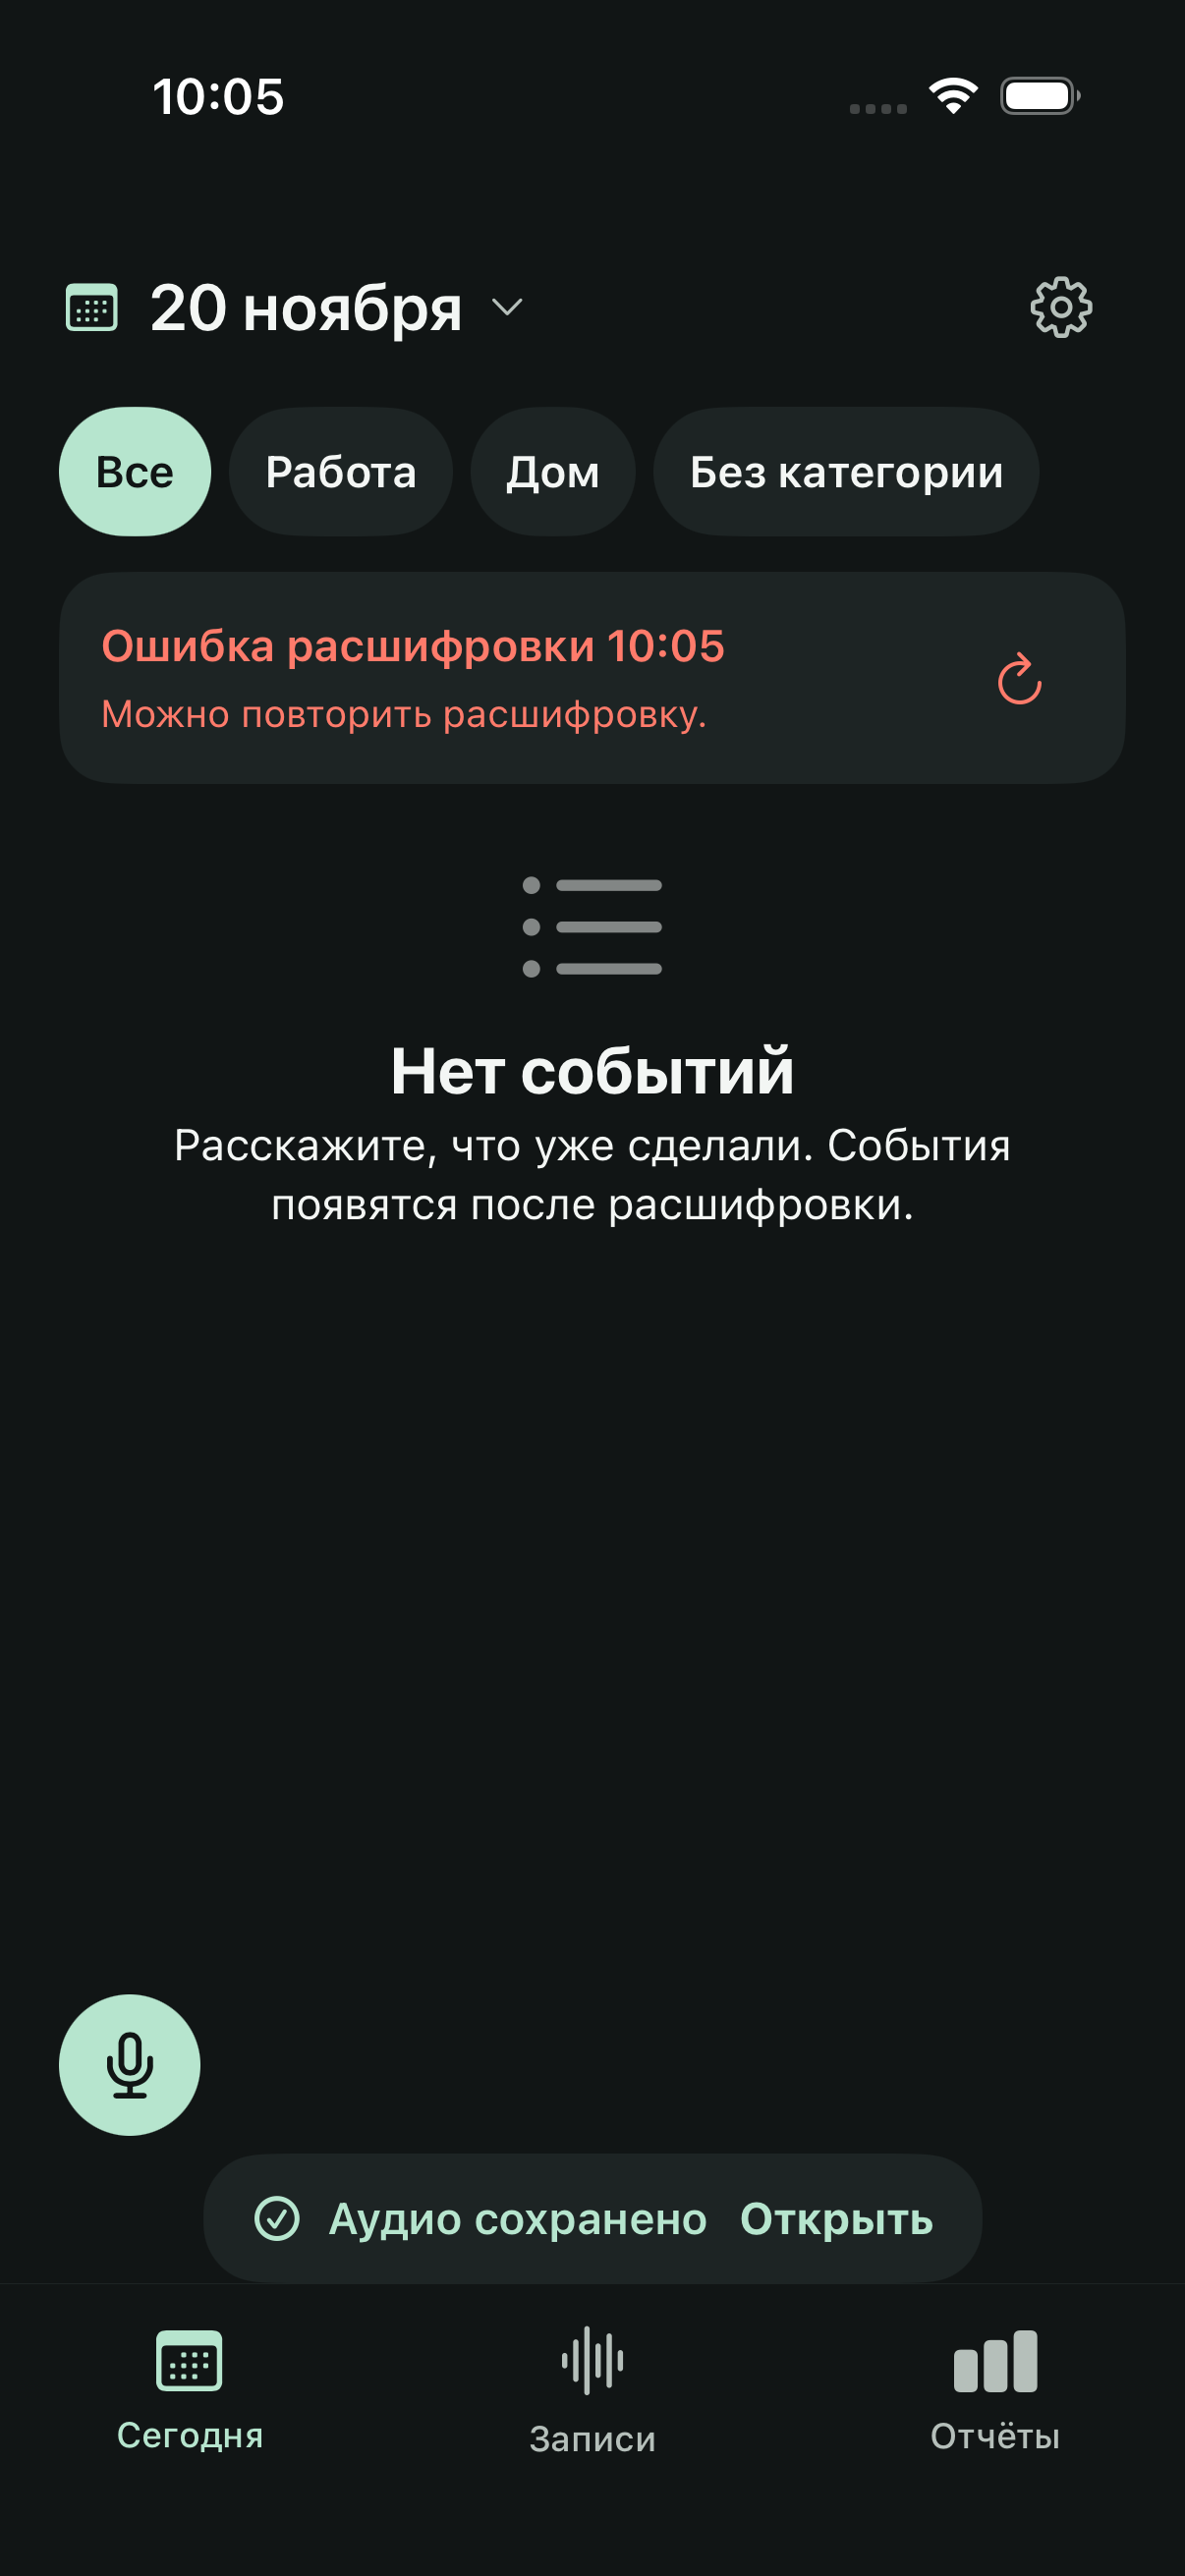 10:05
20 ноября
Все
Работа
Дом
Без категории
Ошибка расшифровки 10:05
Можно повторить расшифровку.
Нет событий
Расскажите, что уже сделали. События
появятся после расшифровки.
Аудио сохранено Открыть
Сегодня
Записи
Отчёты